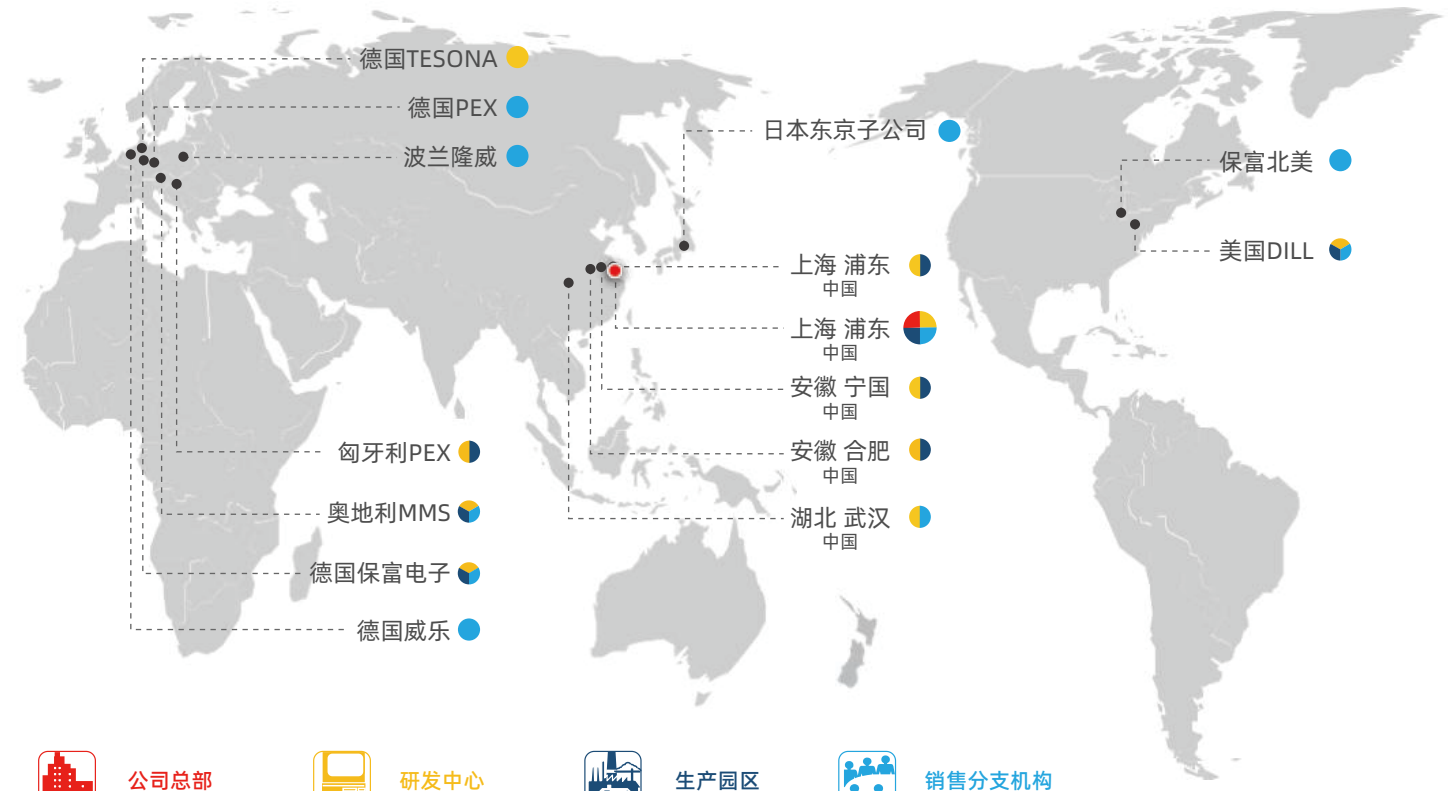 德国TESONA
德国PEX
波兰隆威
日本东京子公司
保富北美
美国DILL
上海 浦东
中国
上海 浦东
中国
安徽 宁国
中国
安徽 合肥
中国
湖北 武汉
中国
匈牙利PEX
奥地利MMS
德国保富电子
德国威乐
公司总部
研发中心
生产园区
销售分支机构